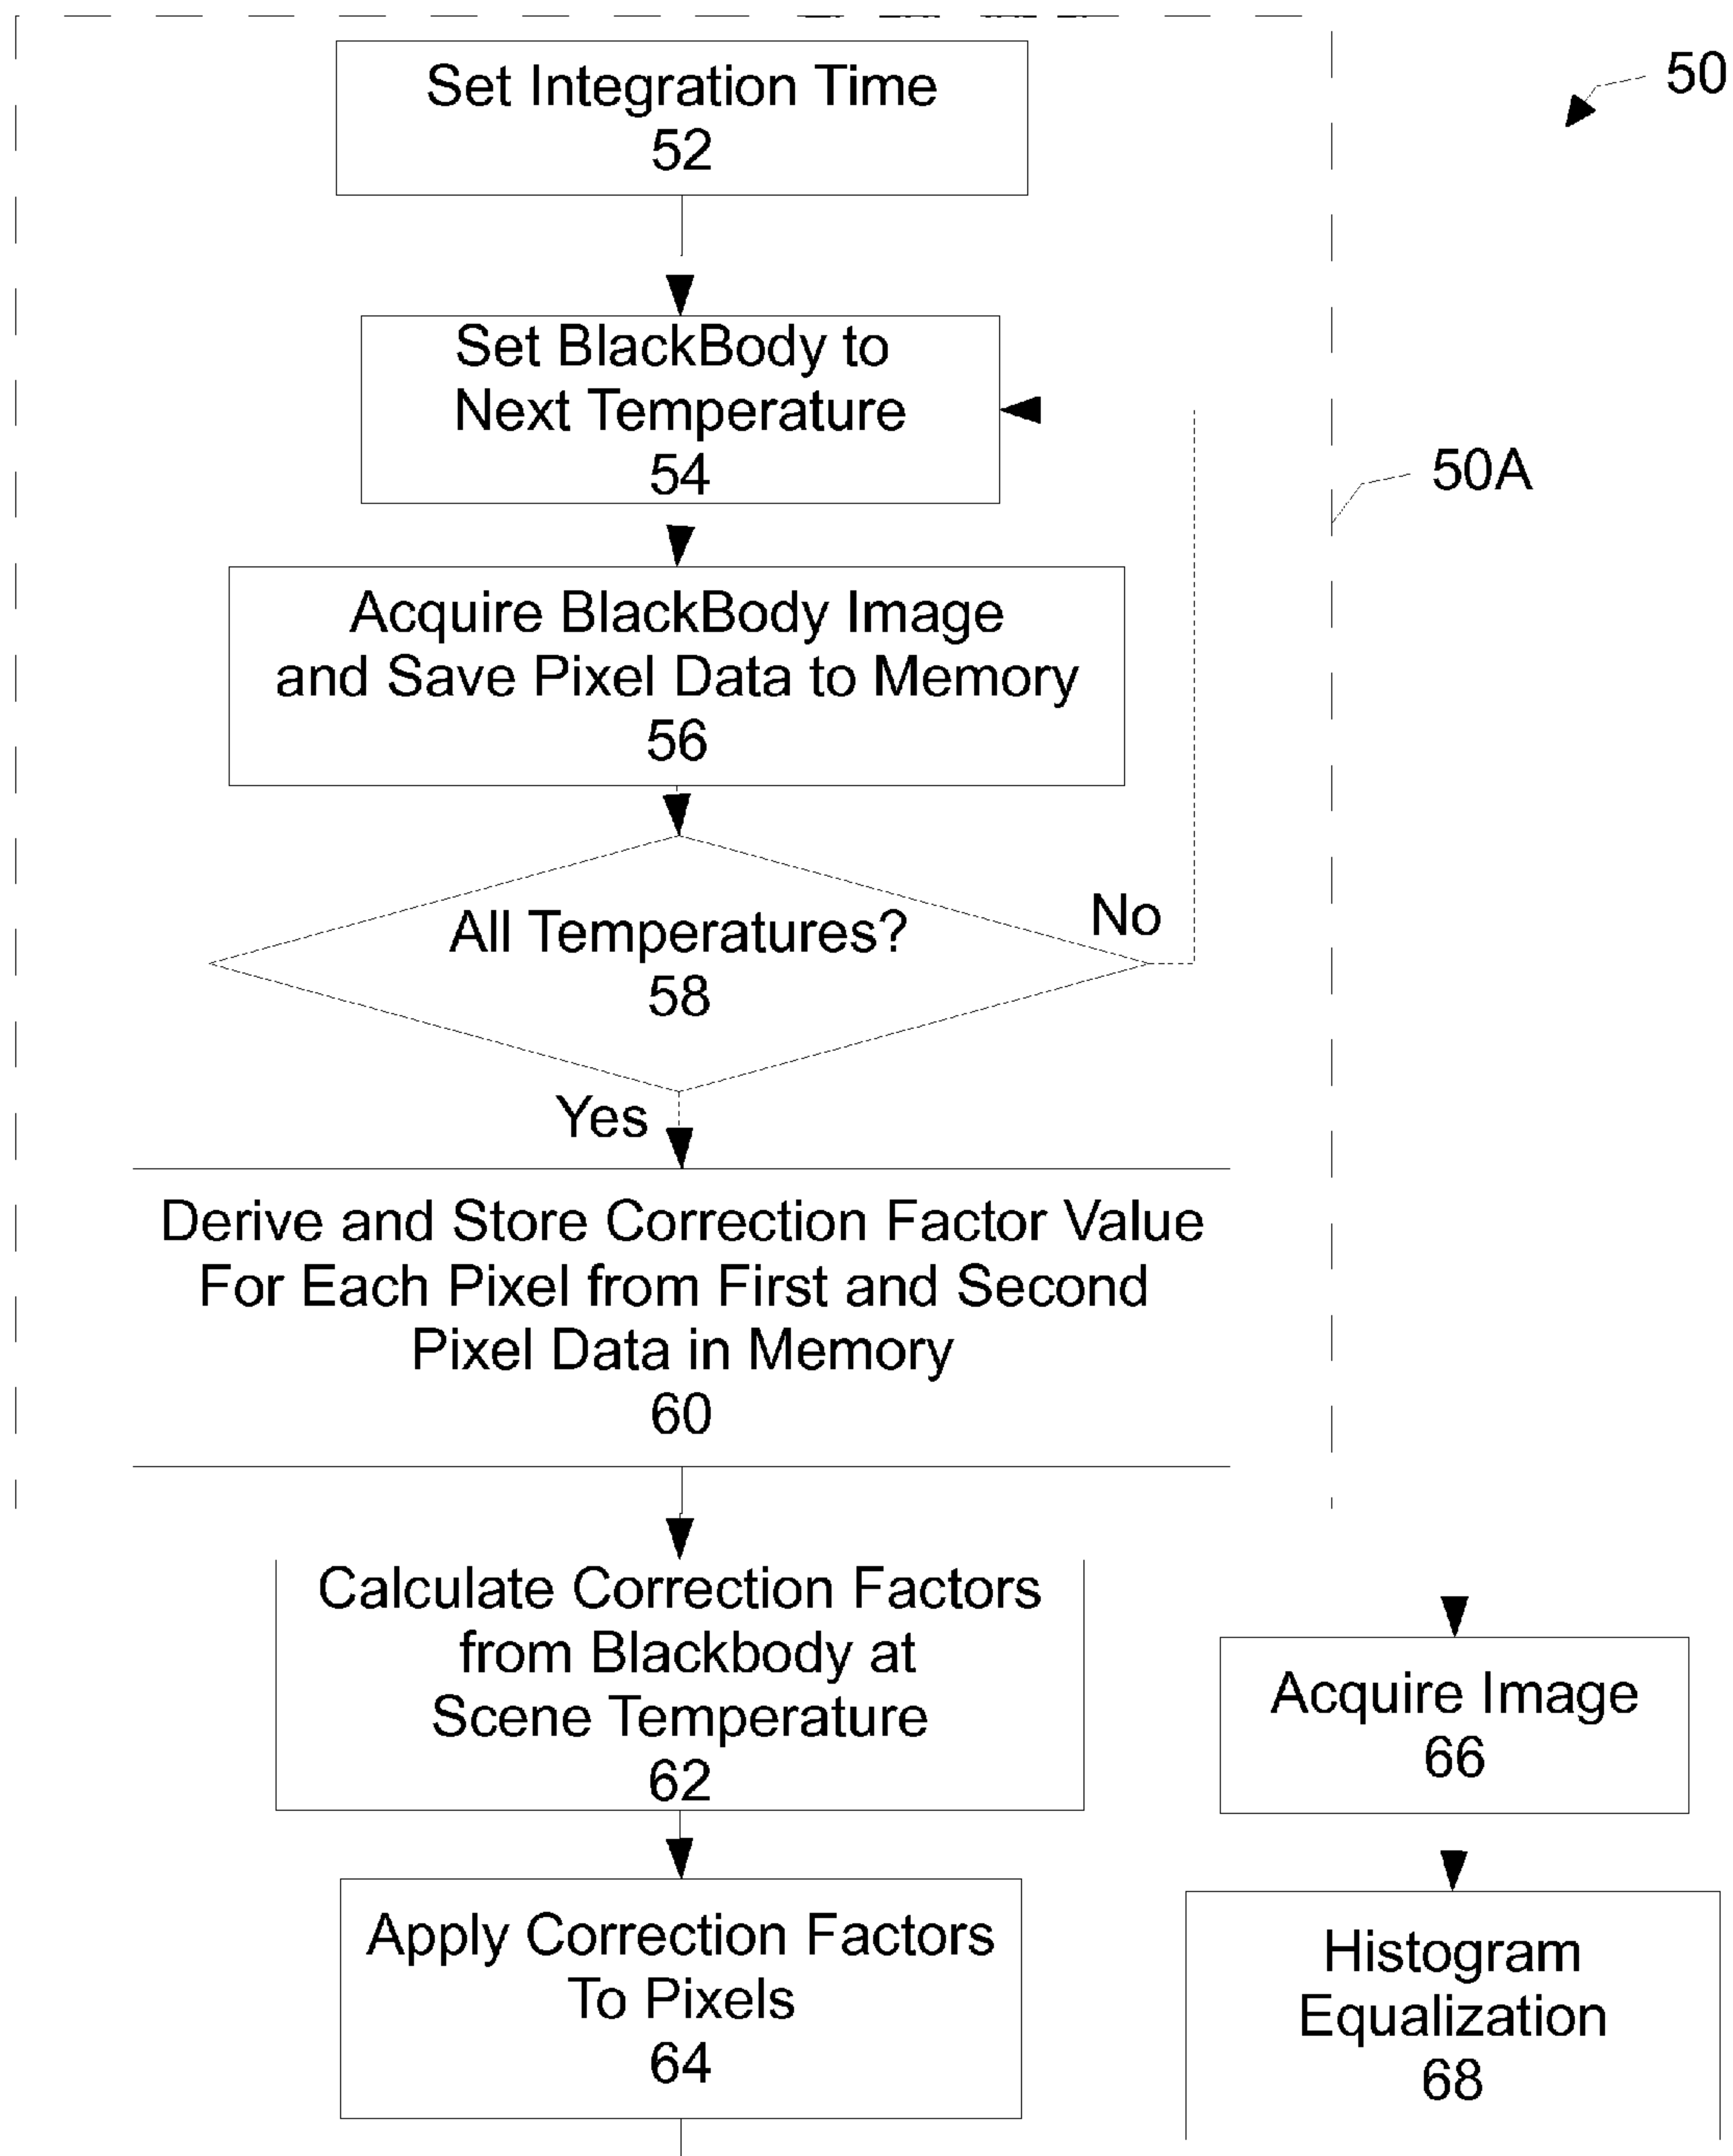 Set Integration Time
52
50
Set BlackBody to
Next Temperature
54
50A
Acquire BlackBody Image
and Save Pixel Data to Memory
56
All Temperatures?
58
No
Yes
Derive and Store Correction Factor Value
For Each Pixel from First and Second
Pixel Data in Memory
60
Calculate Correction Factors
from Blackbody at
Scene Temperature
62
Apply Correction Factors
To Pixels
64
Acquire Image
66
Histogram
Equalization
68